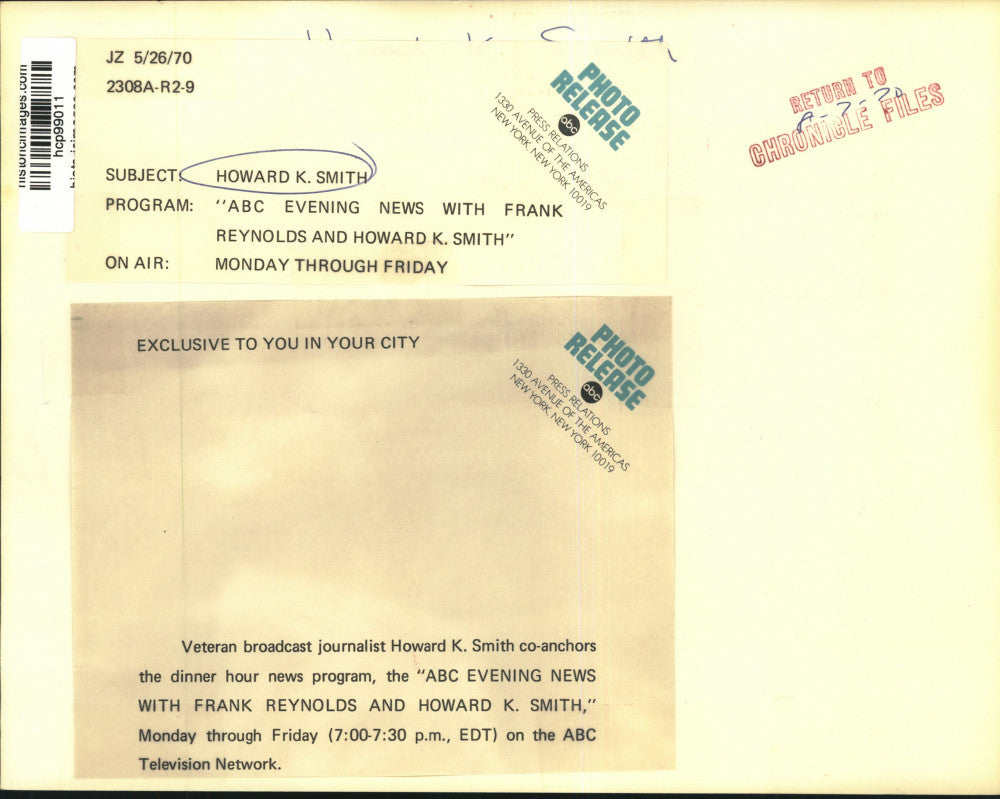 JZ 5/26/70
2308A-R2-9
PHOTO
RELEASE
abc
PRESS RELATIONS
1330 AVENUE OF THE AMERICAS
NEW YORK, NEW YORK 10019
RETURN TO
CHRONICLE FILES
historicimages.com
hcp99011
SUBJECT: HOWARD K. SMITH
PROGRAM: "ABC EVENING NEWS WITH FRANK
REYNOLDS AND HOWARD K. SMITH"
ON AIR: MONDAY THROUGH FRIDAY
EXCLUSIVE TO YOU IN YOUR CITY
PHOTO
RELEASE
abc
PRESS RELATIONS
1330 AVENUE OF THE AMERICAS
NEW YORK, NEW YORK 10019
Veteran broadcast journalist Howard K. Smith co-anchors
the dinner hour news program, the "ABC EVENING NEWS
WITH FRANK REYNOLDS AND HOWARD K. SMITH,"
Monday through Friday (7:00-7:30 p.m., EDT) on the ABC
Television Network.